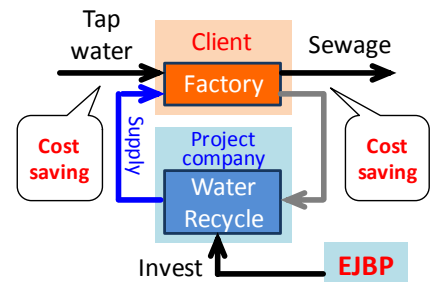 Tap
water
Client
Sewage
Factory
Cost
saving
Supply
Project
company
Cost
saving
Water
Recycle
Invest
EJBP